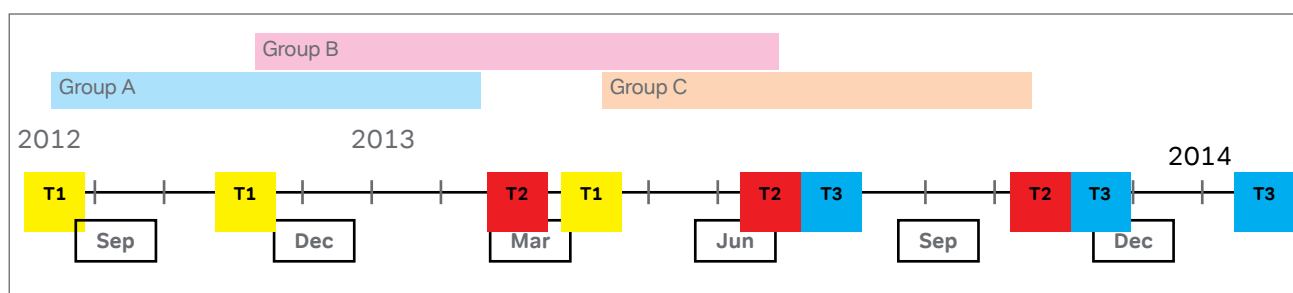 Group B
Group A Group C
2012 2013 2014
T1 T1 T2 T1 T2 T3 T2 T3 T3
Sep Dec Mar Jun Sep Dec